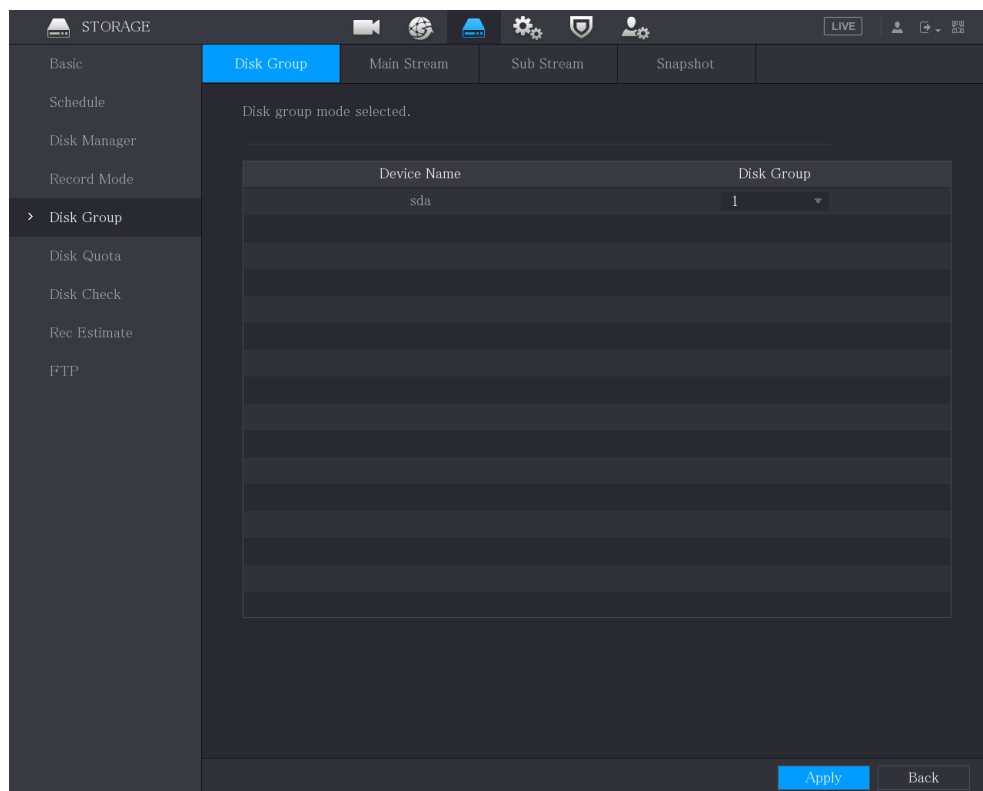 STORAGE
LIVE
Basic
Schedule
Disk Manager
Record Mode
Disk Group
Disk Quota
Disk Check
Rec Estimate
FTP
Disk Group Main Stream Sub Stream Snapshot
Disk group mode selected.
Device Name Disk Group
sda 1
Apply Back